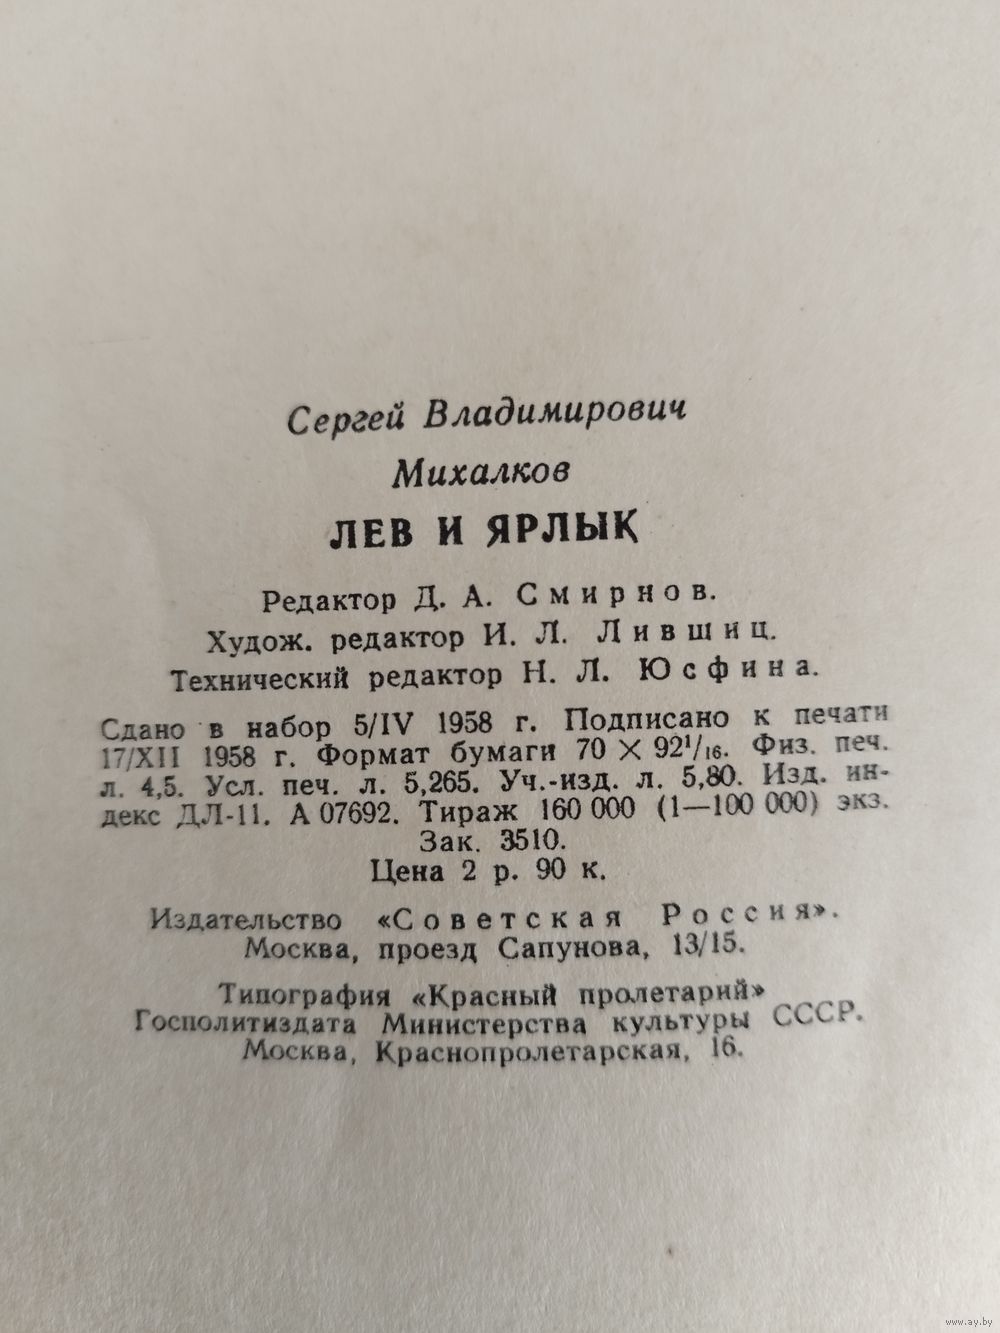 Сергей Владимирович
Михалков
ЛЕВ И ЯРЛЫК
Редактор Д. А. Смирнов.
Худож. редактор И. Л. Лившиц.
Технический редактор Н. Л. Юсфина.
Сдано в набор 5/IV 1958 г. Подписано к печати
17/XII 1958 г. Формат бумаги 70 × 92¹/₁₆. Физ. печ.
л. 4,5. Усл. печ. л. 5,265. Уч.-изд. л. 5,80. Изд. ин-
декс ДЛ-11. А 07692. Тираж 160 000 (1—100 000) экз.
Зак. 3510.
Цена 2 р. 90 к.
Издательство «Советская Россия».
Москва, проезд Сапунова, 13/15.
Типография «Красный пролетарий»
Госполитиздата Министерства культуры СССР.
Москва, Краснопролетарская, 16.
www.ay.by